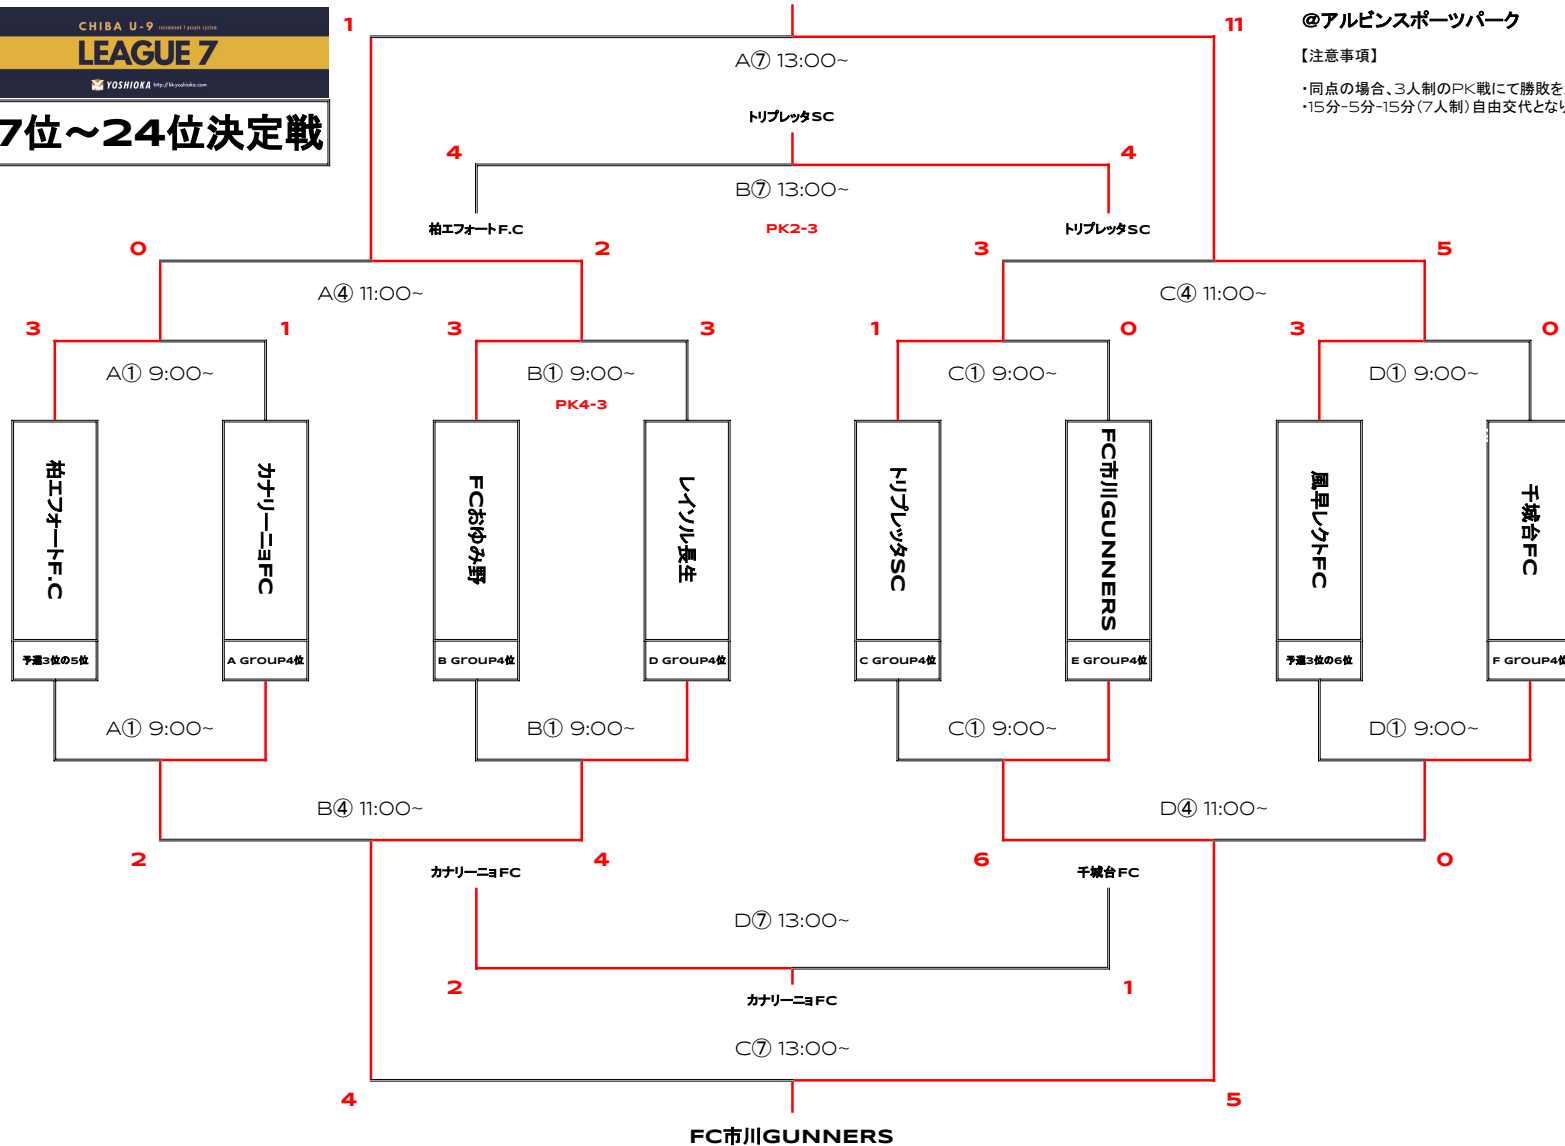 CHIBA U-9 recommend 7 people system
LEAGUE 7
YOSHIOKA http://kk-yoshioka.com
7位～24位決定戦
@アルビンスポーツパーク
【注意事項】
・同点の場合、3人制のPK戦にて勝敗を
・15分-5分-15分(7人制)自由交代とな
1
11
A⑦ 13:00~
トリプレッタSC
4
4
B⑦ 13:00~
柏エフォートF.C
PK2-3
トリプレッタSC
0
2
3
5
A④ 11:00~
C④ 11:00~
3
1
3
3
1
0
3
0
A① 9:00~
B① 9:00~
C① 9:00~
D① 9:00~
PK4-3
柏エフォートF.C
カナリーニョFC
FCおゆみ野
レイソル長生
トリプレッタSC
FC市川GUNNERS
風早レクトFC
千城台FC
予選3位の5位
A GROUP4位
B GROUP4位
D GROUP4位
C GROUP4位
E GROUP4位
予選3位の6位
F GROUP4位
A① 9:00~
B① 9:00~
C① 9:00~
D① 9:00~
B④ 11:00~
D④ 11:00~
2
4
6
0
カナリーニョFC
千城台FC
D⑦ 13:00~
2
1
カナリーニョFC
C⑦ 13:00~
4
5
FC市川GUNNERS